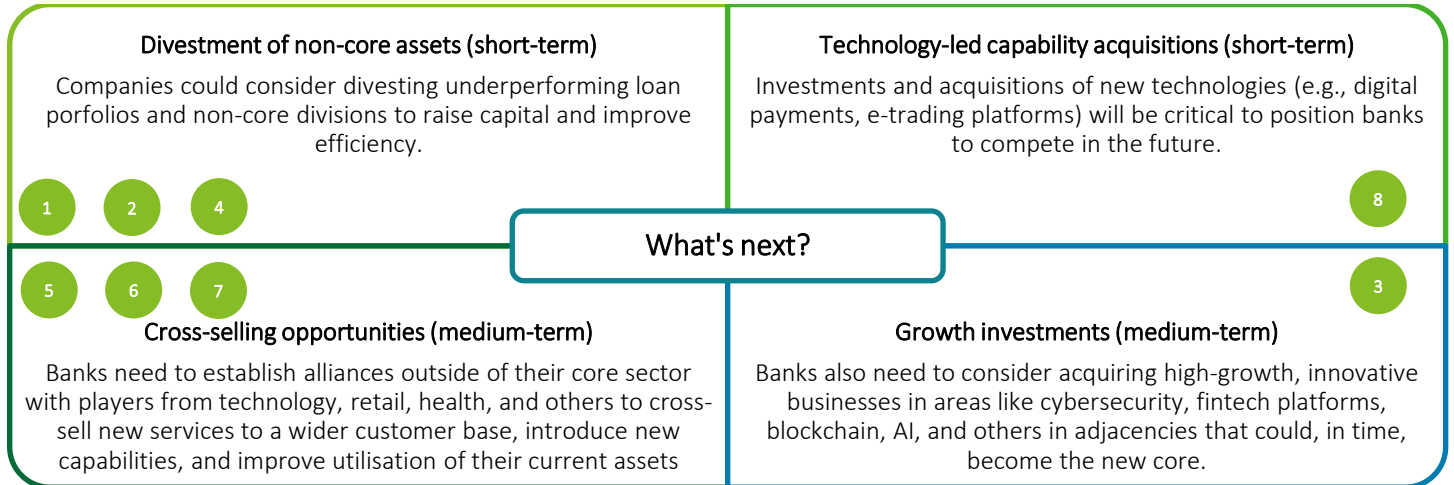 Divestment of non-core assets (short-term)
Companies could consider divesting underperforming loan
porfolios and non-core divisions to raise capital and improve
efficiency.
1 2 4
Technology-led capability acquisitions (short-term)
Investments and acquisitions of new technologies (e.g., digital
payments, e-trading platforms) will be critical to position banks
to compete in the future.
8
What's next?
5 6 7
Cross-selling opportunities (medium-term)
Banks need to establish alliances outside of their core sector
with players from technology, retail, health, and others to cross-
sell new services to a wider customer base, introduce new
capabilities, and improve utilisation of their current assets
3
Growth investments (medium-term)
Banks also need to consider acquiring high-growth, innovative
businesses in areas like cybersecurity, fintech platforms,
blockchain, AI, and others in adjacencies that could, in time,
become the new core.